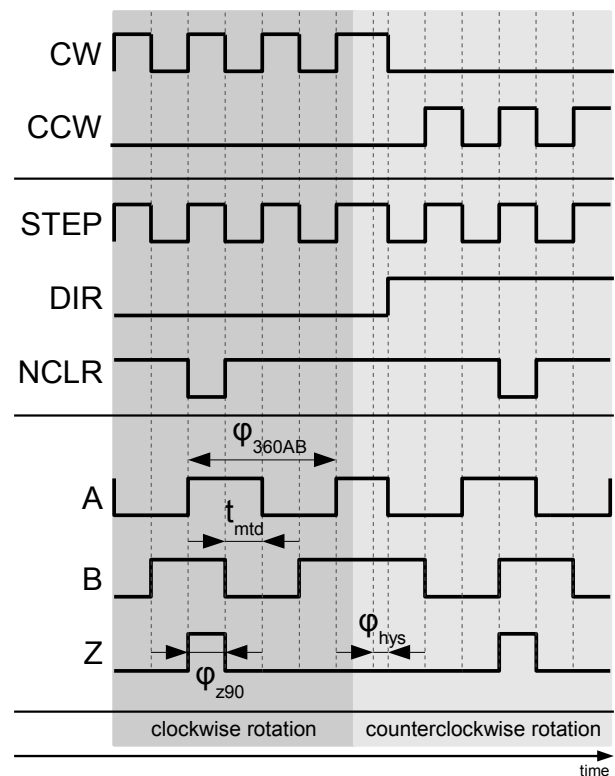 CW
CCW
STEP
DIR
NCLR
φ360AB
A
tmtd
B
φhys
Z
φz90
clockwise rotation
counterclockwise rotation
time